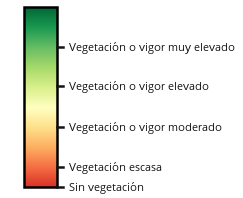 Vegetación o vigor muy elevado
Vegetación o vigor elevado
Vegetación o vigor moderado
Vegetación escasa
Sin vegetación